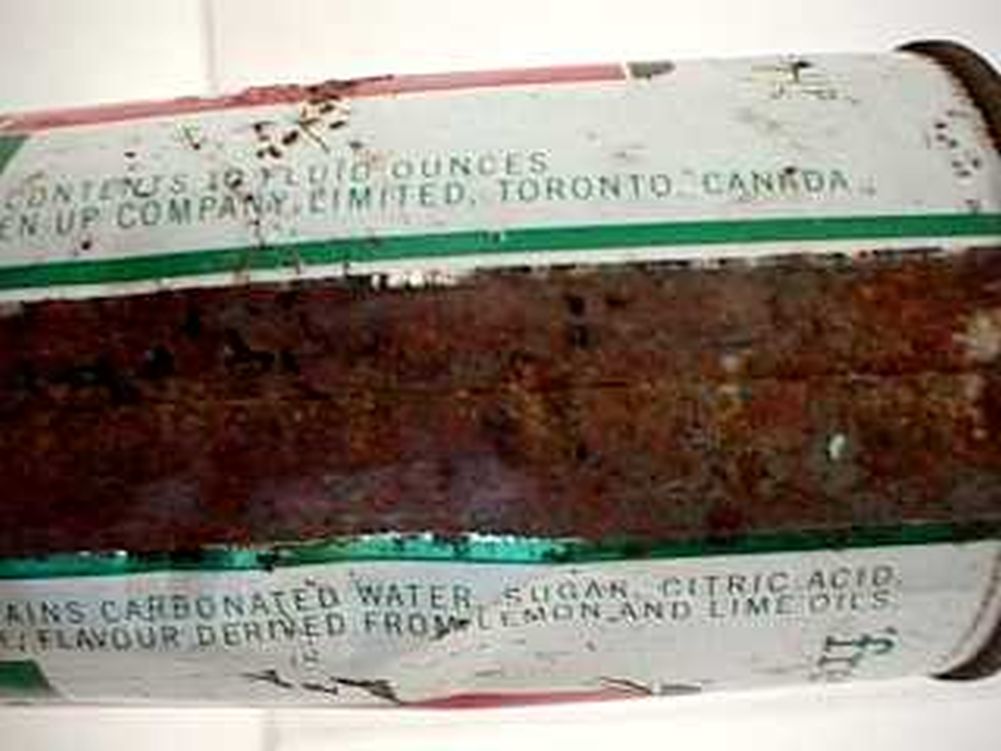 CONTENTS 10 FLUID OUNCES
EN UP COMPANY LIMITED, TORONTO, CANADA
AINS CARBONATED WATER, SUGAR, CITRIC ACID,
FLAVOUR DERIVED FROM LEMON AND LIME OILS.